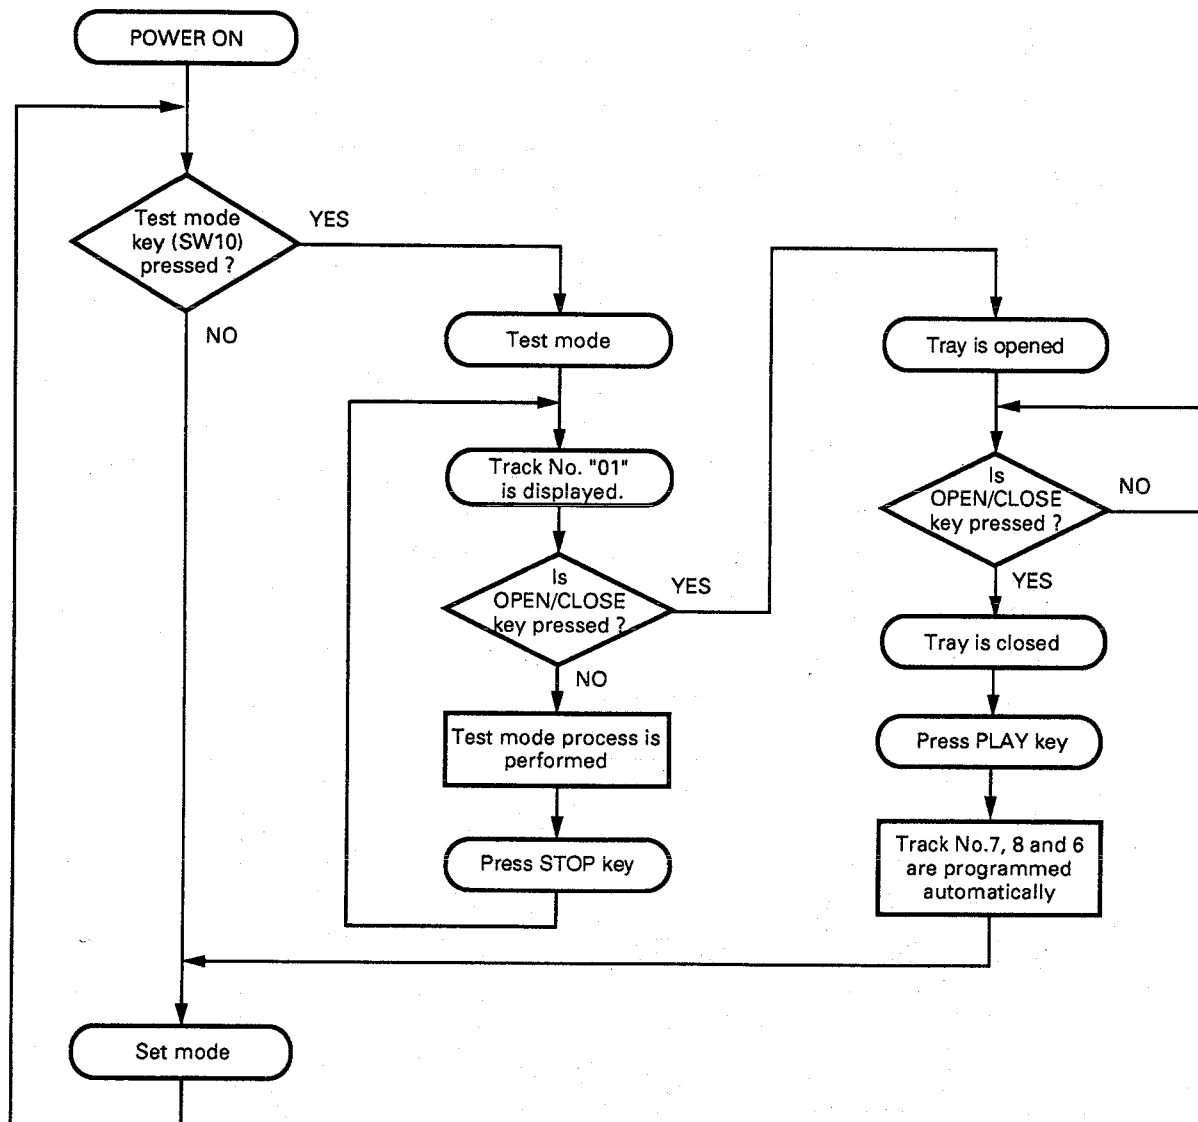 POWER ON
Test mode
key (SW10)
pressed ?
YES
NO
Test mode
Track No. "01"
is displayed.
Is
OPEN/CLOSE
key pressed ?
YES
NO
Test mode process is
performed
Press STOP key
Tray is opened
Is
OPEN/CLOSE
key pressed ?
NO
YES
Tray is closed
Press PLAY key
Track No.7, 8 and 6
are programmed
automatically
Set mode